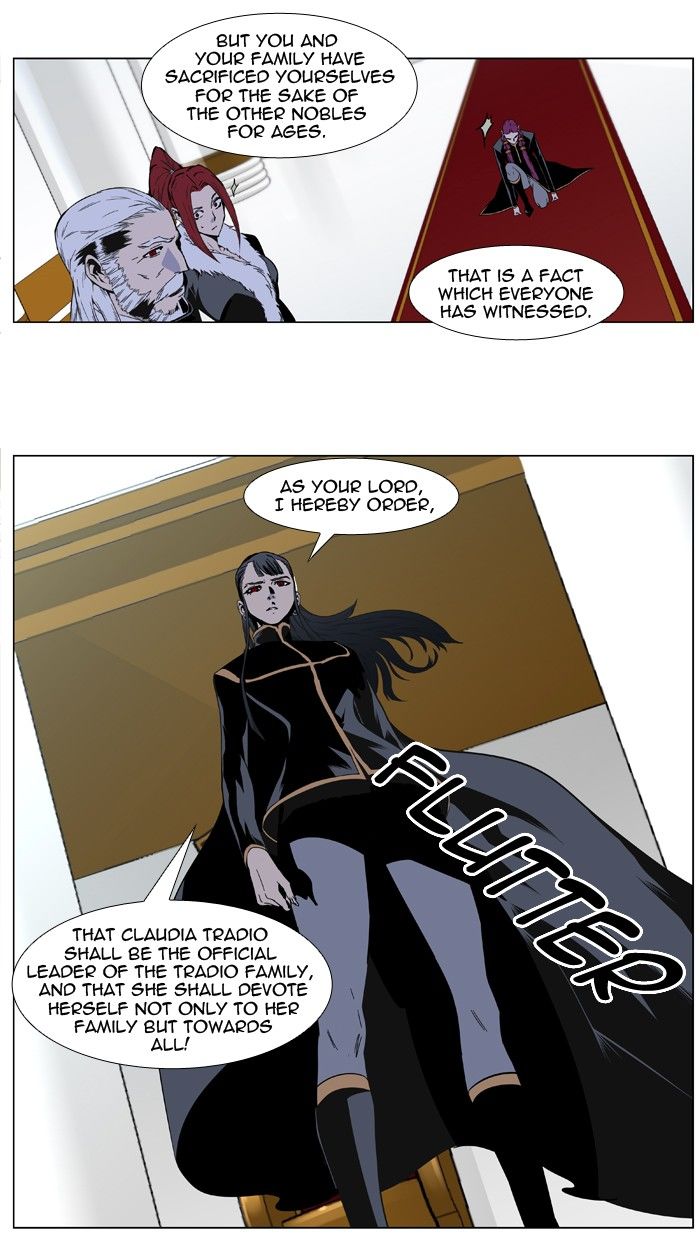 BUT YOU AND
YOUR FAMILY HAVE
SACRIFICED YOURSELVES
FOR THE SAKE OF
THE OTHER NOBLES
FOR AGES.
THAT IS A FACT
WHICH EVERYONE
HAS WITNESSED.
AS YOUR LORD,
I HEREBY ORDER,
FLUTTER
THAT CLAUDIA TRADIO
SHALL BE THE OFFICIAL
LEADER OF THE TRADIO FAMILY,
AND THAT SHE SHALL DEVOTE
HERSELF NOT ONLY TO HER
FAMILY BUT TOWARDS
ALL!